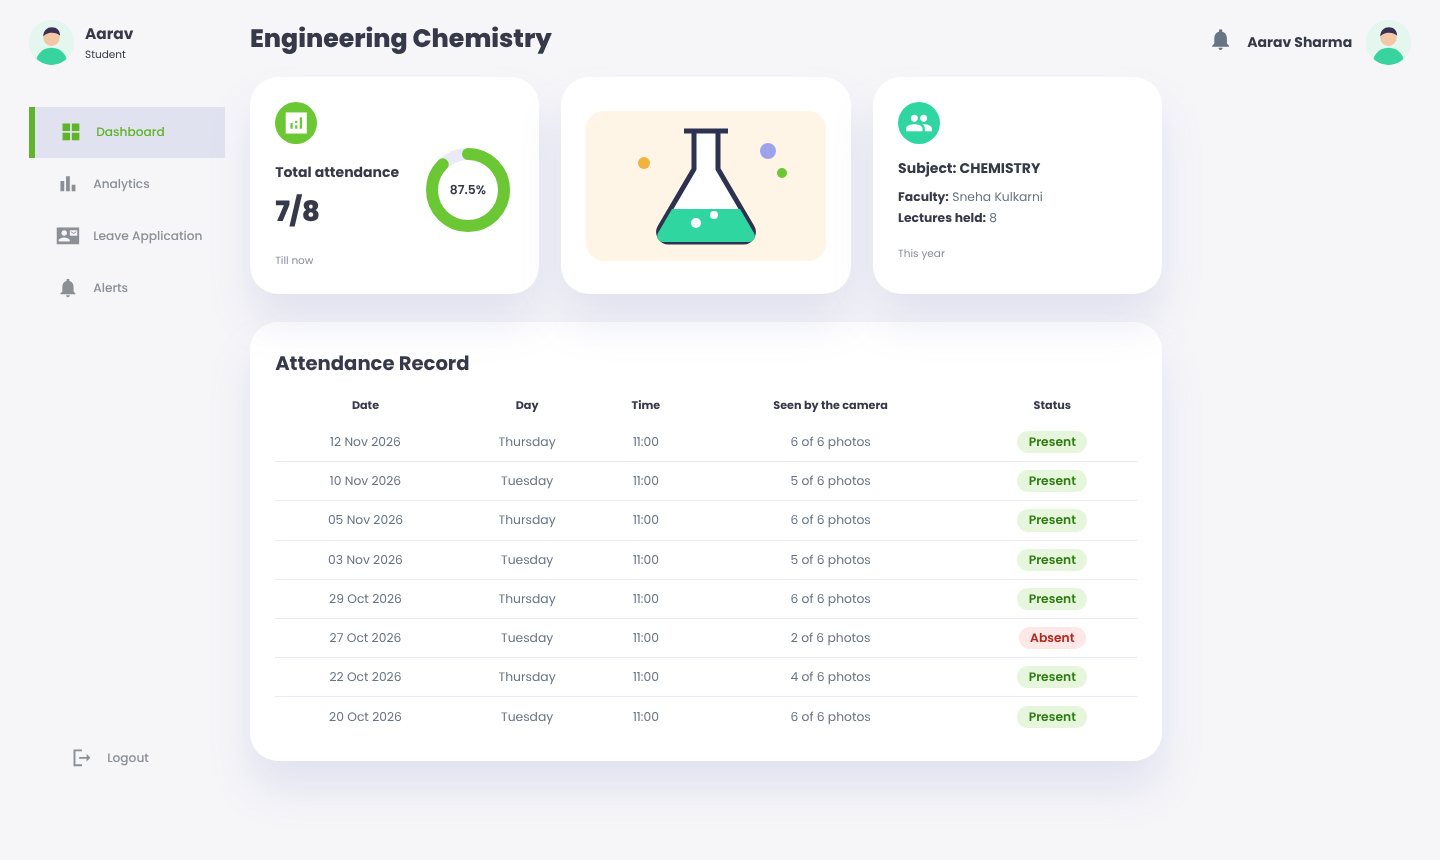 Aarav
Student
Engineering Chemistry
Aarav Sharma
Dashboard
Analytics
Leave Application
Alerts
Logout
Total attendance
7/8
87.5%
Till now
Subject: CHEMISTRY
Faculty: Sneha Kulkarni
Lectures held: 8
This year
Attendance Record
Date Day Time Seen by the camera Status
12 Nov 2026 Thursday 11:00 6 of 6 photos Present
10 Nov 2026 Tuesday 11:00 5 of 6 photos Present
05 Nov 2026 Thursday 11:00 6 of 6 photos Present
03 Nov 2026 Tuesday 11:00 5 of 6 photos Present
29 Oct 2026 Thursday 11:00 6 of 6 photos Present
27 Oct 2026 Tuesday 11:00 2 of 6 photos Absent
22 Oct 2026 Thursday 11:00 4 of 6 photos Present
20 Oct 2026 Tuesday 11:00 6 of 6 photos Present